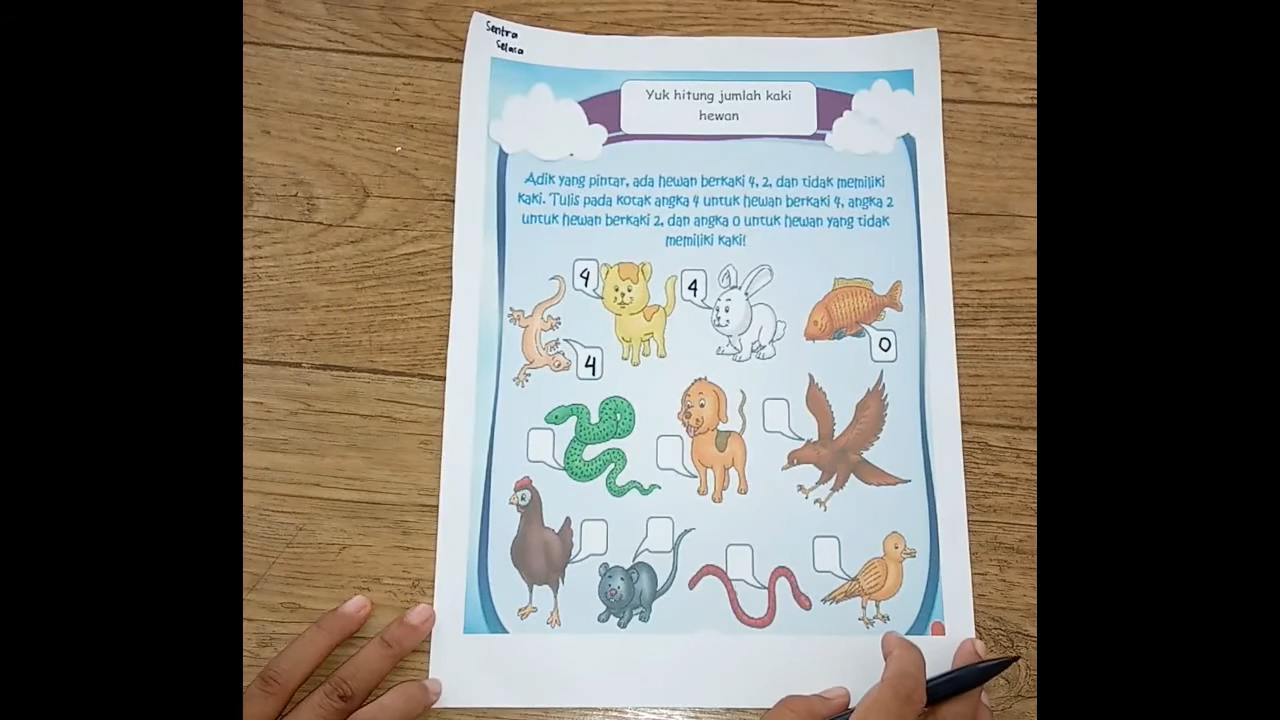 Sentra
Selasa
Yuk hitung jumlah kaki
hewan
Adik yang pintar, ada hewan berkaki 4, 2, dan tidak memiliki
kaki. Tulis pada kotak angka 4 untuk hewan berkaki 4, angka 2
untuk hewan berkaki 2, dan angka 0 untuk hewan yang tidak
memiliki kaki!
4
4
0
4